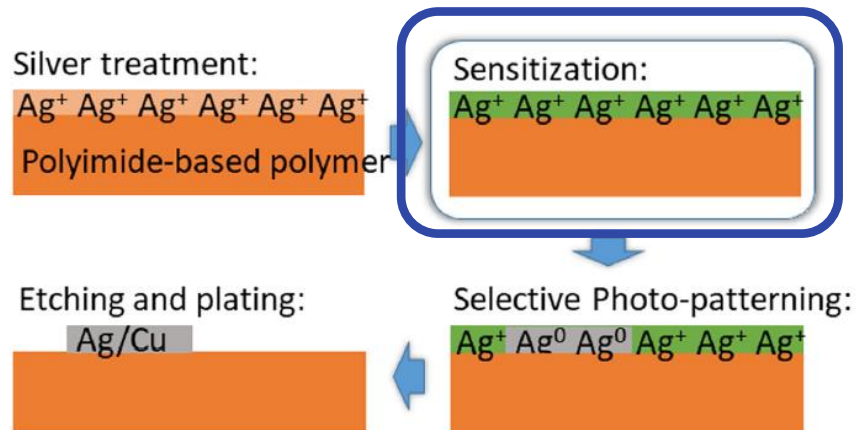 Silver treatment:
Ag⁺ Ag⁺ Ag⁺ Ag⁺ Ag⁺ Ag⁺
Polyimide-based polymer
Sensitization:
Ag⁺ Ag⁺ Ag⁺ Ag⁺ Ag⁺ Ag⁺
Etching and plating:
Ag/Cu
Selective Photo-patterning:
Ag⁺ Ag⁰ Ag⁰ Ag⁺ Ag⁺ Ag⁺